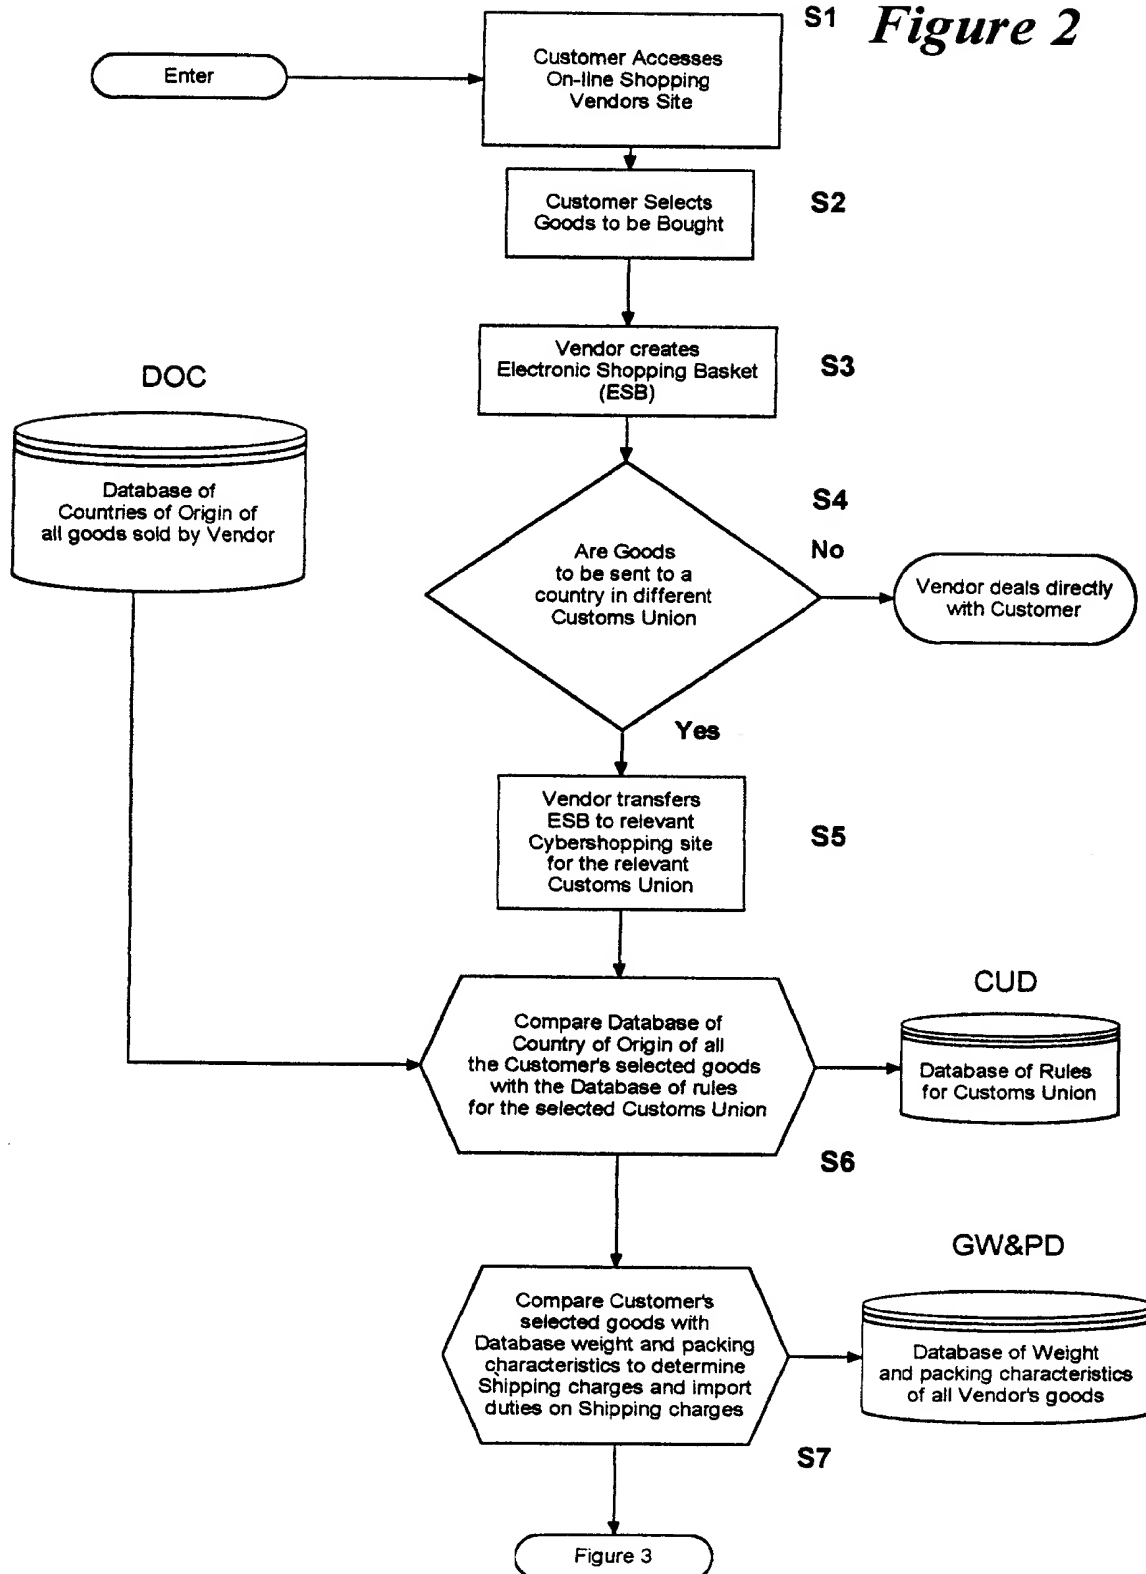 S1
Figure 2
Enter
Customer Accesses
On-line Shopping
Vendors Site
Customer Selects
Goods to be Bought
S2
Vendor creates
Electronic Shopping Basket
(ESB)
S3
DOC
Database of
Countries of Origin of
all goods sold by Vendor
S4
Are Goods
to be sent to a
country in different
Customs Union
No
Vendor deals directly
with Customer
Yes
Vendor transfers
ESB to relevant
Cybershopping site
for the relevant
Customs Union
S5
Compare Database of
Country of Origin of all
the Customer's selected goods
with the Database of rules
for the selected Customs Union
CUD
Database of Rules
for Customs Union
S6
GW&PD
Compare Customer's
selected goods with
Database weight and packing
characteristics to determine
Shipping charges and import
duties on Shipping charges
Database of Weight
and packing characteristics
of all Vendor's goods
S7
Figure 3